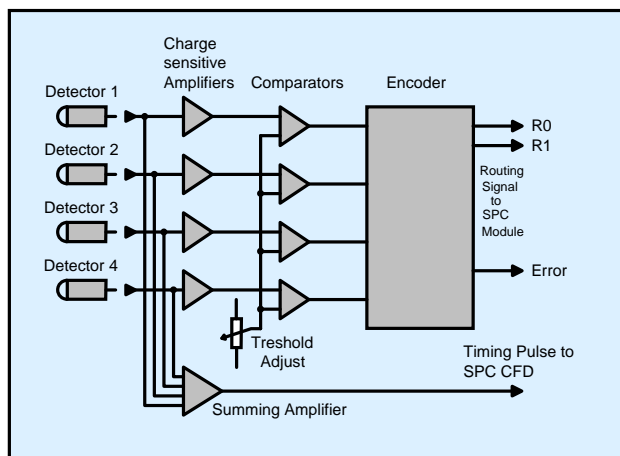 Charge
sensitive
Amplifiers
Comparators
Encoder
Detector 1
Detector 2
Detector 3
Detector 4
R0
R1
Routing
Signal
to
SPC
Module
Error
Treshold
Adjust
Timing Pulse to
SPC CFD
Summing Amplifier